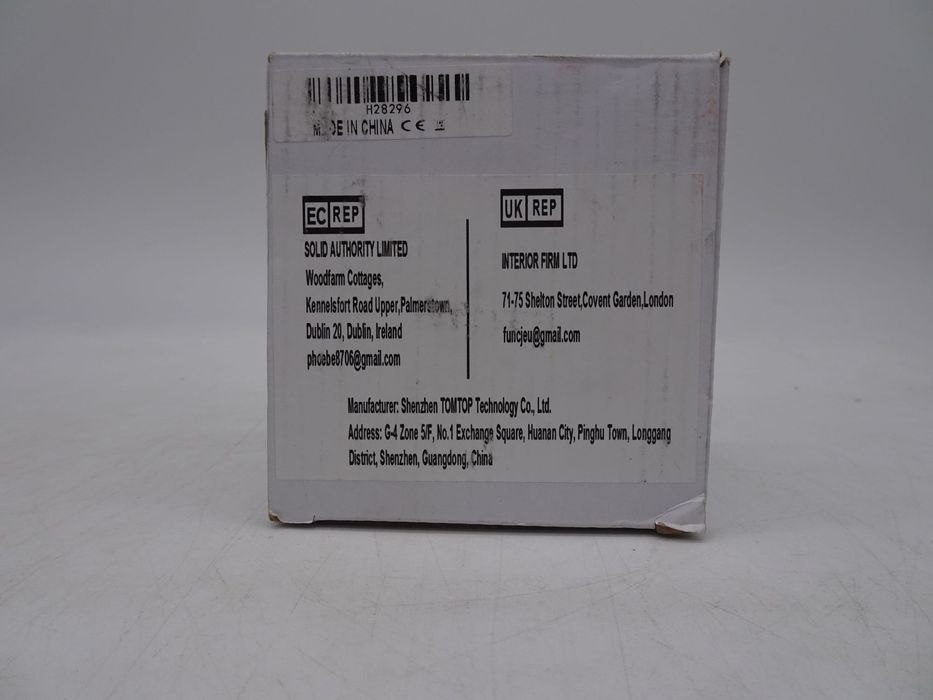 H28296
MADE IN CHINA CE
EC REP
SOLID AUTHORITY LIMITED
Woodfarm Cottages,
Kennelsfort Road Upper,Palmerstown,
Dublin 20, Dublin, Ireland
phoebe8706@gmail.com
UK REP
INTERIOR FIRM LTD
71-75 Shelton Street,Covent Garden,London
funcjeu@gmail.com
Manufacturer: Shenzhen TOMTOP Technology Co., Ltd.
Address: G-4 Zone 5/F, No.1 Exchange Square, Huanan City, Pinghu Town, Longgang
District, Shenzhen, Guangdong, China